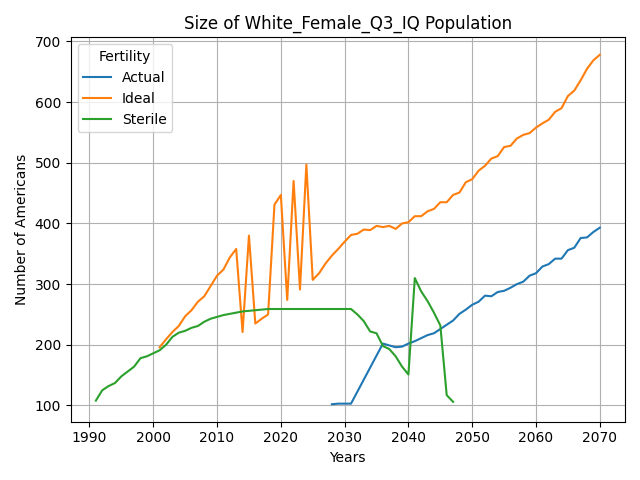 Size of White_Female_Q3_IQ Population
Number of Americans
700
600
500
400
300
200
100
Fertility
Actual
Ideal
Sterile
1990 2000 2010 2020 2030 2040 2050 2060 2070
Years